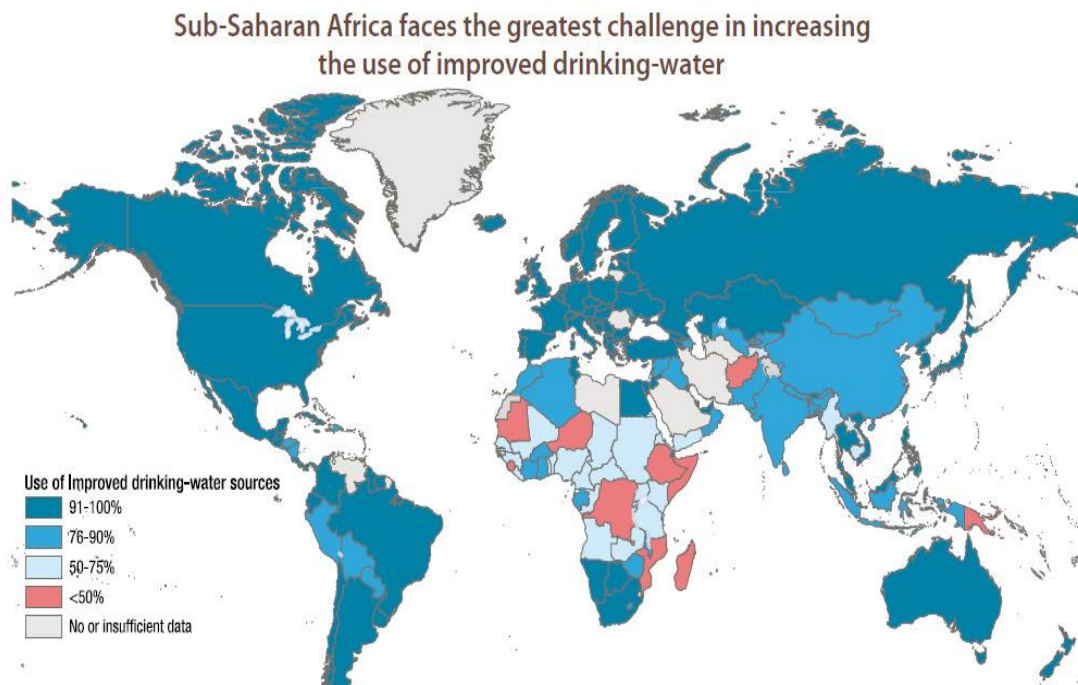 Sub-Saharan Africa faces the greatest challenge in increasing
the use of improved drinking-water
Use of Improved drinking-water sources
91-100%
76-90%
50-75%
<50%
No or insufficient data